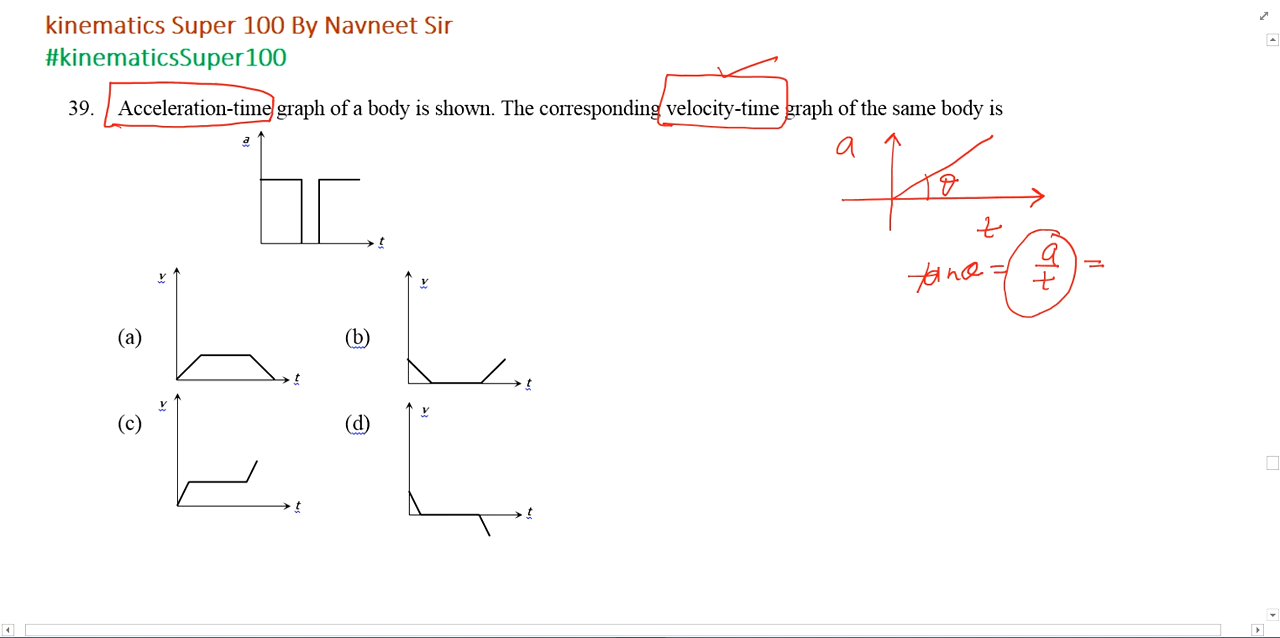 kinematics Super 100 By Navneet Sir
#kinematicsSuper100
39. Acceleration-time graph of a body is shown. The corresponding velocity-time graph of the same body is
a
t
a
θ
t
tanθ = a/t =
(a)
v
t
(b)
v
t
(c)
v
t
(d)
v
t